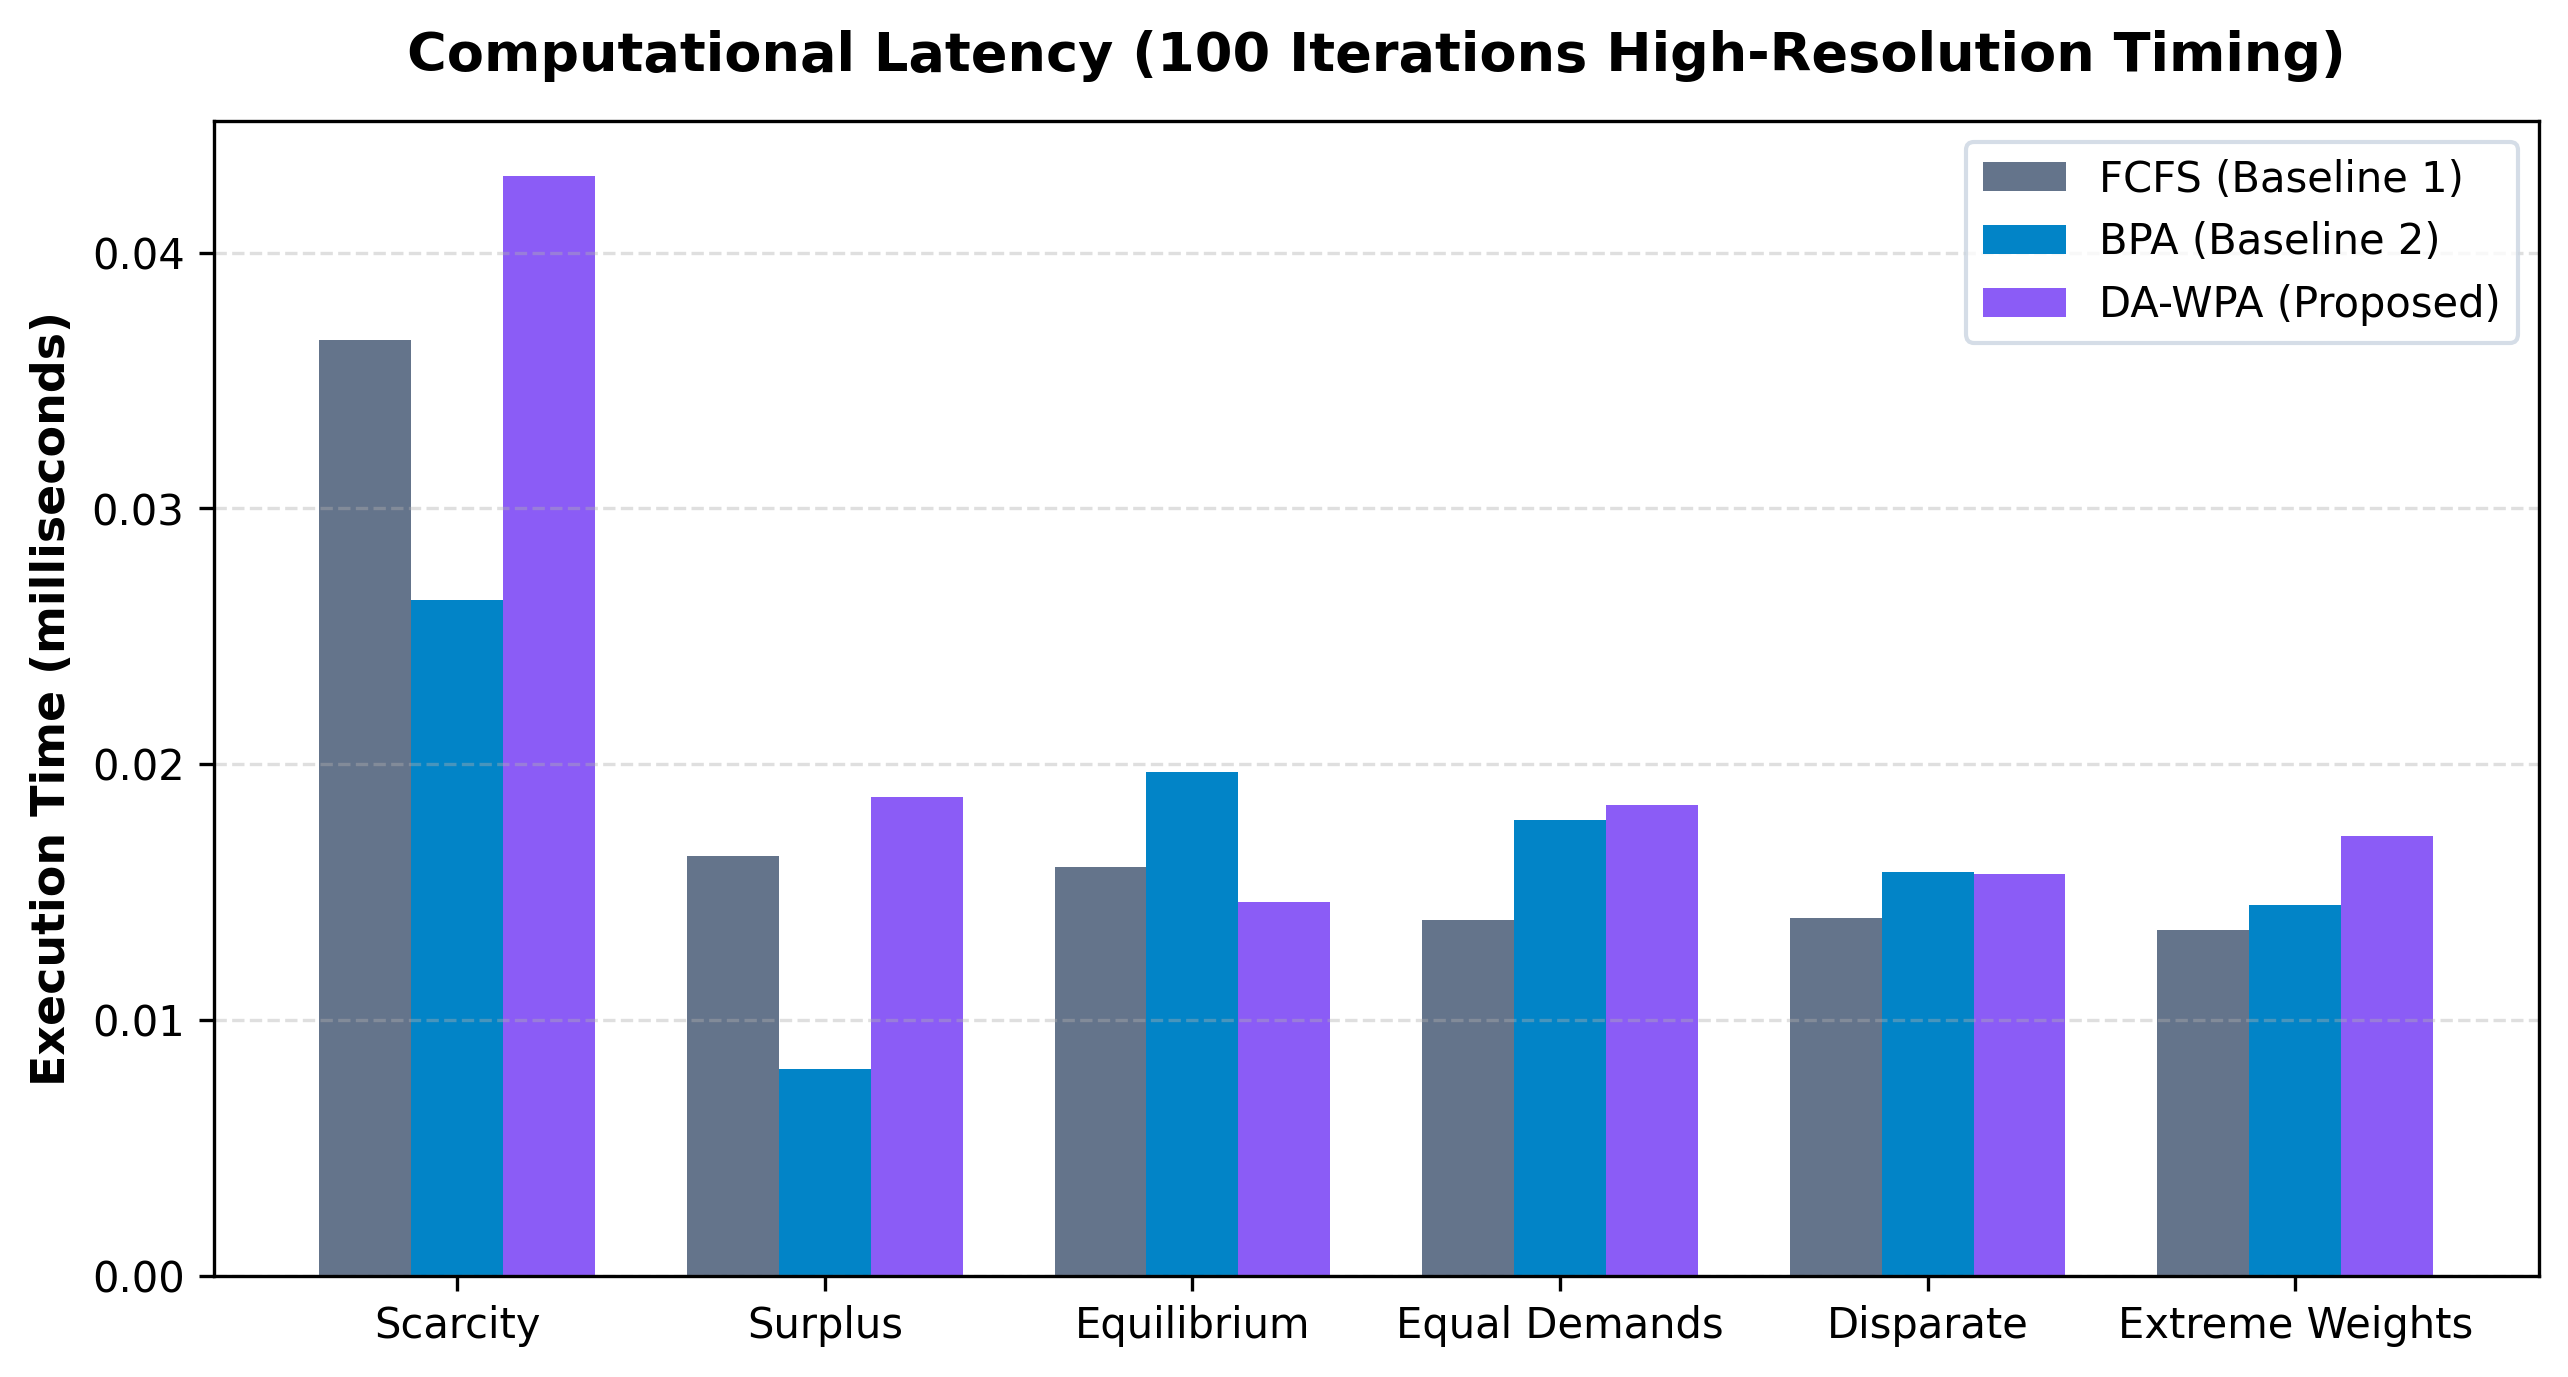 Computational Latency (100 Iterations High-Resolution Timing)
FCFS (Baseline 1)
BPA (Baseline 2)
DA-WPA (Proposed)
Execution Time (milliseconds)
0.04
0.03
0.02
0.01
0.00
Scarcity
Surplus
Equilibrium
Equal Demands
Disparate
Extreme Weights